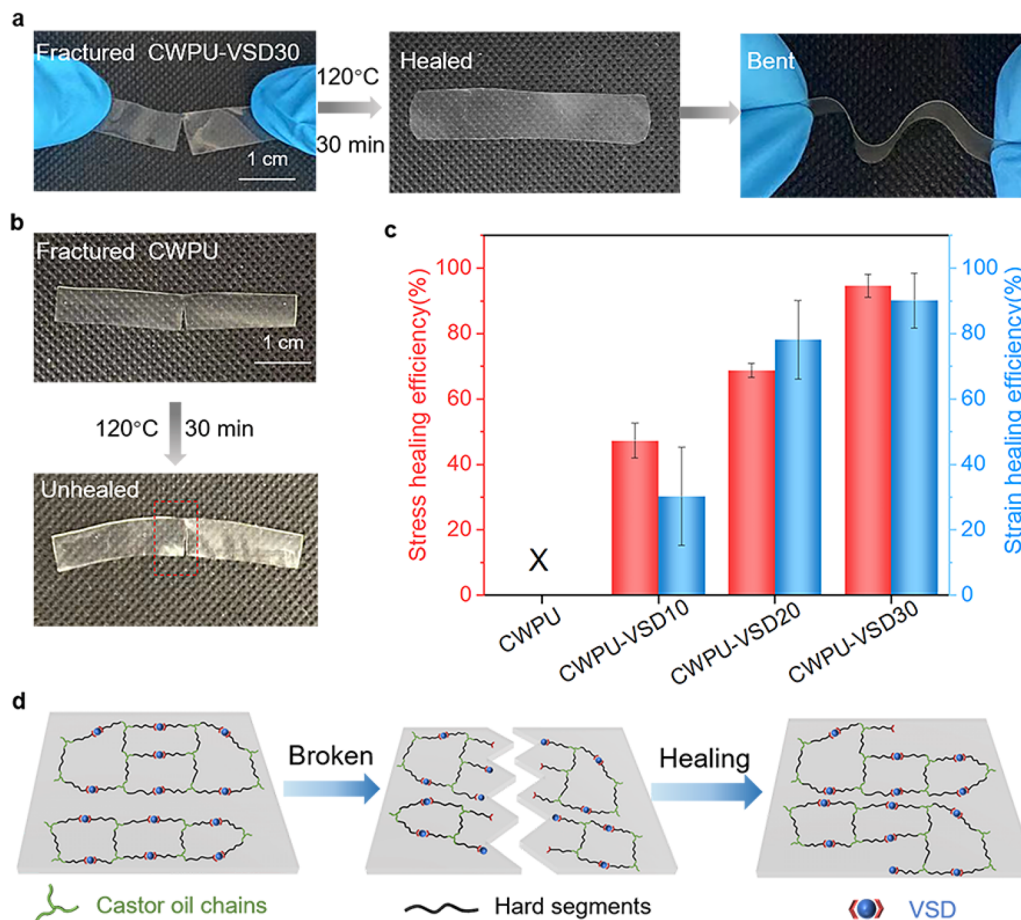 a
Fractured CWPU-VSD30
1 cm
120°C
30 min
Healed
Bent
b
Fractured CWPU
1 cm
120°C 30 min
Unhealed
c
Stress healing efficiency(%)
100
80
60
40
20
0
X
CWPU
CWPU-VSD10
CWPU-VSD20
CWPU-VSD30
100
80
60
40
20
0
Strain healing efficiency(%)
d
Broken
Healing
Castor oil chains
Hard segments
VSD